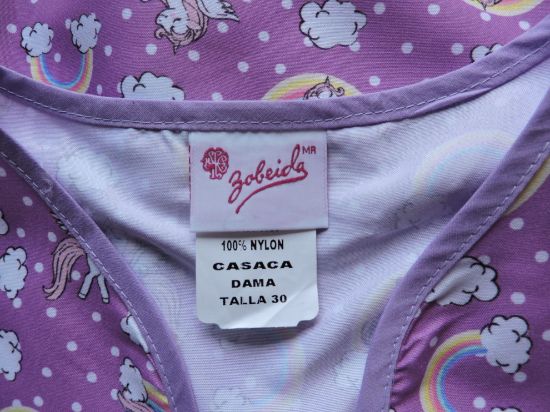 Zobeida MR
100% NYLON
CASACA
DAMA
TALLA 30